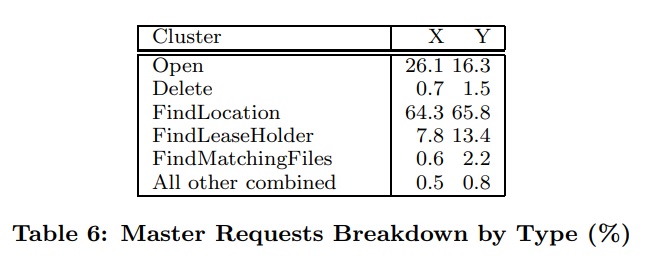 Cluster X Y
Open 26.1 16.3
Delete 0.7 1.5
FindLocation 64.3 65.8
FindLeaseHolder 7.8 13.4
FindMatchingFiles 0.6 2.2
All other combined 0.5 0.8
Table 6: Master Requests Breakdown by Type (%)